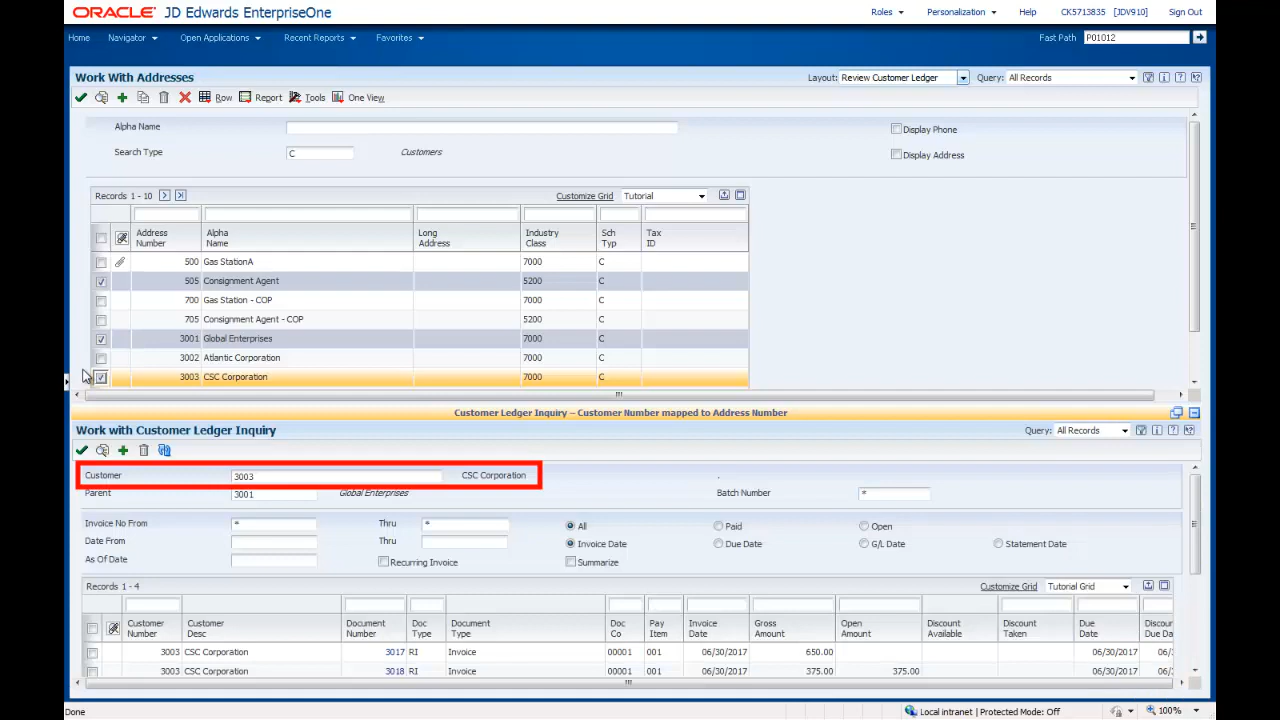 ORACLE JD Edwards EnterpriseOne Roles Personalization Help CK5713835 [JDV910] Sign Out
Home Navigator Open Applications Recent Reports Favorites Fast Path P01012
Work With Addresses Layout: Review Customer Ledger Query: All Records
Row Report Tools One View
Alpha Name Display Phone
Search Type C Customers Display Address
Records 1 - 10 Customize Grid Tutorial
Address Number Alpha Name Long Address Industry Class Sch Typ Tax ID
500 Gas StationA 7000 C
505 Consignment Agent 5200 C
700 Gas Station - COP 7000 C
705 Consignment Agent - COP 5200 C
3001 Global Enterprises 7000 C
3002 Atlantic Corporation 7000 C
3003 CSC Corporation 7000 C
Customer Ledger Inquiry – Customer Number mapped to Address Number
Work with Customer Ledger Inquiry Query: All Records
Customer 3003 CSC Corporation .
Parent 3001 Global Enterprises Batch Number *
Invoice No From * Thru * All Paid Open
Date From Thru Invoice Date Due Date G/L Date Statement Date
As Of Date Recurring Invoice Summarize
Records 1 - 4 Customize Grid Tutorial Grid
Customer Number Customer Desc Document Number Doc Type Document Type Doc Co Pay Item Invoice Date Gross Amount Open Amount Discount Available Discount Taken Due Date Discoun Due Da
3003 CSC Corporation 3017 RI Invoice 00001 001 06/30/2017 650.00 06/30/2017 06/30/
3003 CSC Corporation 3018 RI Invoice 00001 001 06/30/2017 375.00 375.00 06/30/2017 06/30/
Done Local intranet | Protected Mode: Off 100%